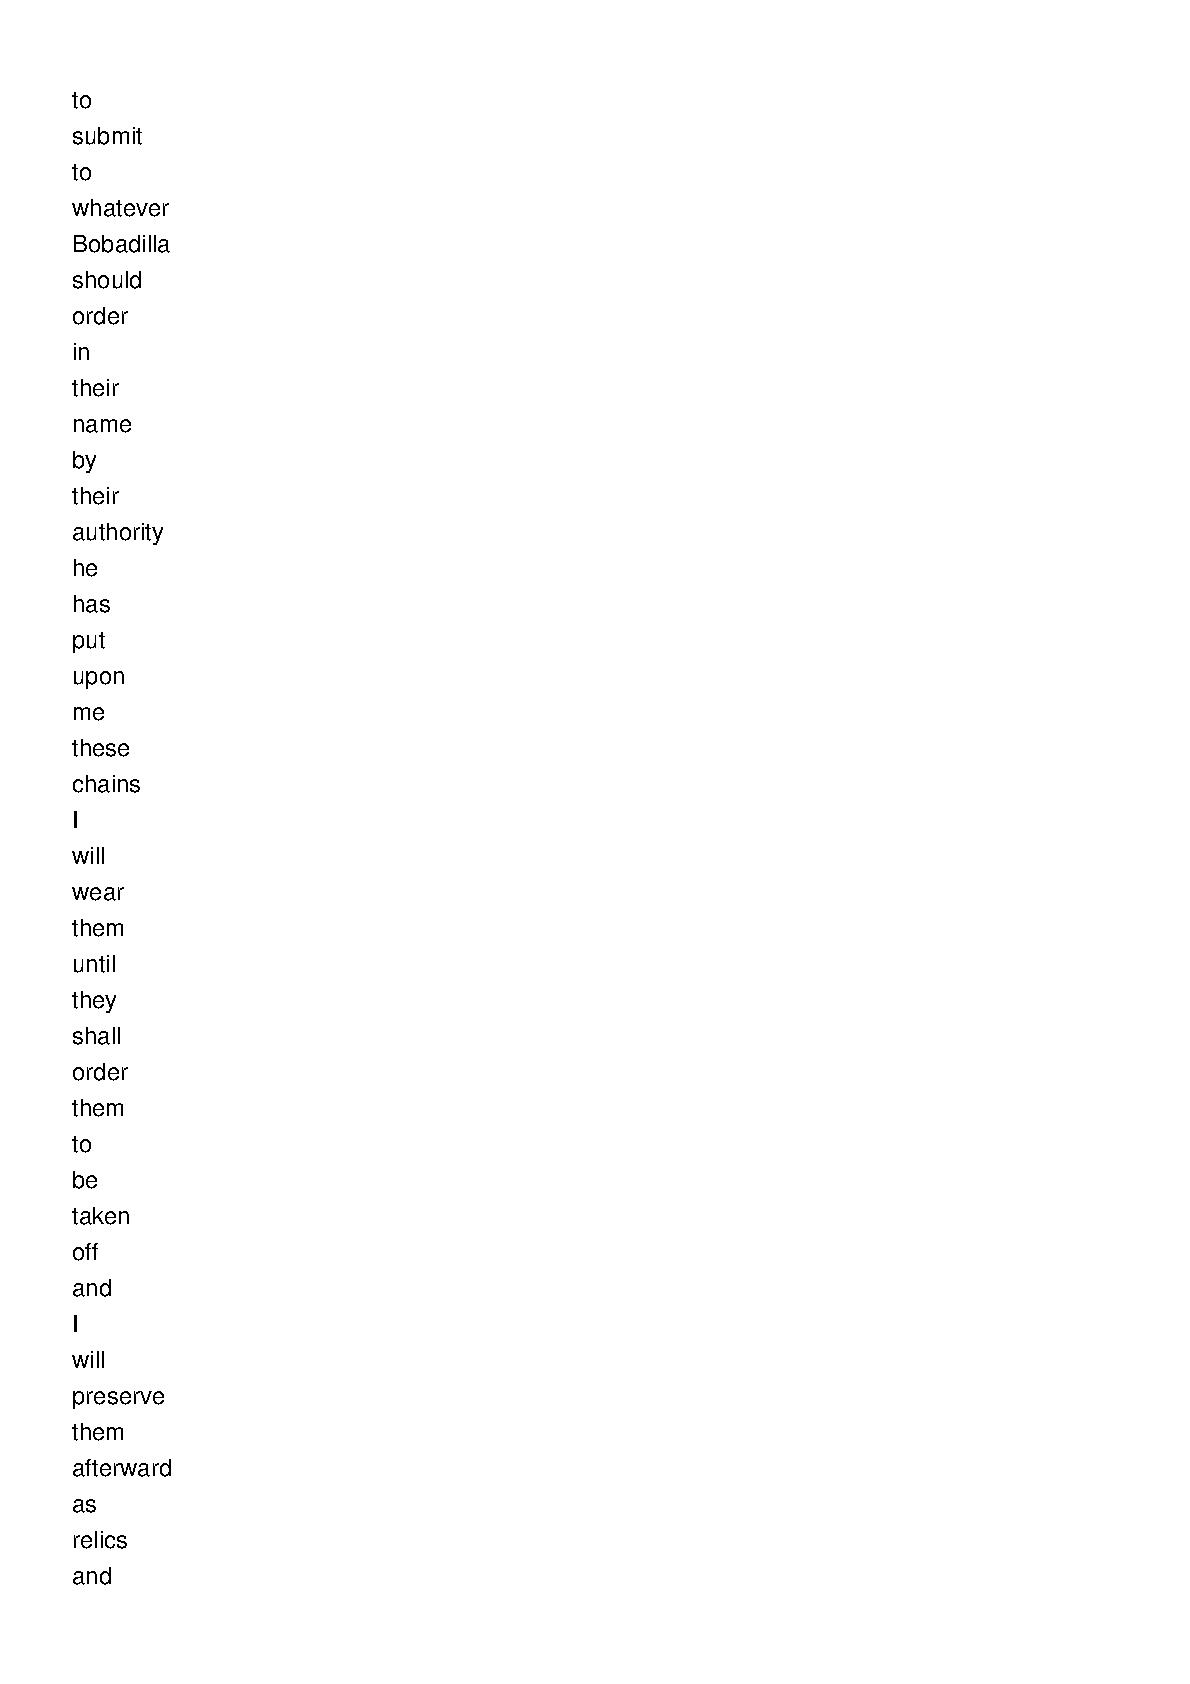 to
submit
to
whatever
Bobadilla
should
order
in
their
name
by
their
authority
he
has
put
upon
me
these
chains
I
will
wear
them
until
they
shall
order
them
to
be
taken
off
and
I
will
preserve
them
afterward
as
relics
and